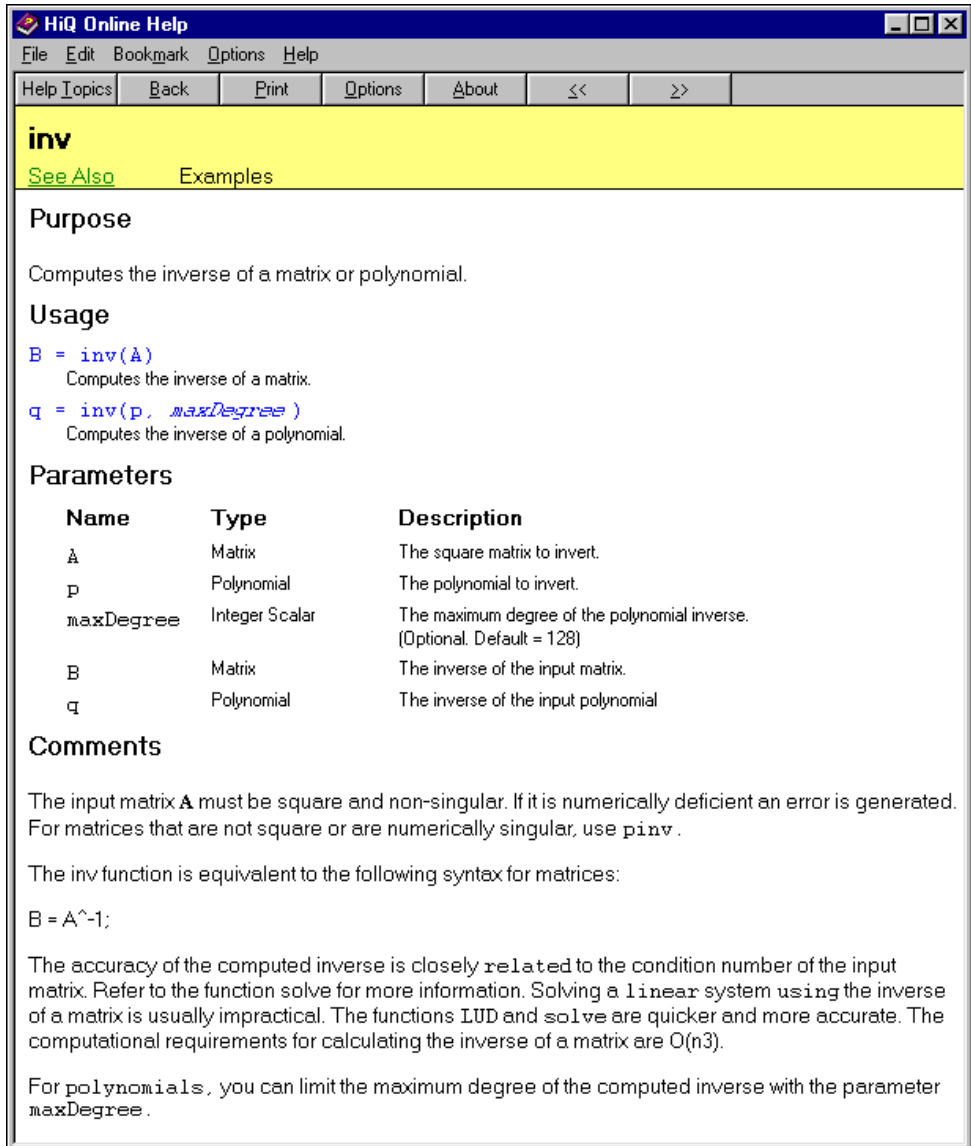 HiQ Online Help
File Edit Bookmark Options Help
Help Topics Back Print Options About << >>
inv
See Also Examples
Purpose
Computes the inverse of a matrix or polynomial.
Usage
B = inv(A)
Computes the inverse of a matrix.
q = inv(p, maxDegree)
Computes the inverse of a polynomial.
Parameters
Name Type Description
A Matrix The square matrix to invert.
p Polynomial The polynomial to invert.
maxDegree Integer Scalar The maximum degree of the polynomial inverse.
(Optional. Default = 128)
B Matrix The inverse of the input matrix.
q Polynomial The inverse of the input polynomial
Comments
The input matrix A must be square and non-singular. If it is numerically deficient an error is generated.
For matrices that are not square or are numerically singular, use pinv.
The inv function is equivalent to the following syntax for matrices:
B = A^-1;
The accuracy of the computed inverse is closely related to the condition number of the input
matrix. Refer to the function solve for more information. Solving a linear system using the inverse
of a matrix is usually impractical. The functions LUD and solve are quicker and more accurate. The
computational requirements for calculating the inverse of a matrix are O(n3).
For polynomials, you can limit the maximum degree of the computed inverse with the parameter
maxDegree.